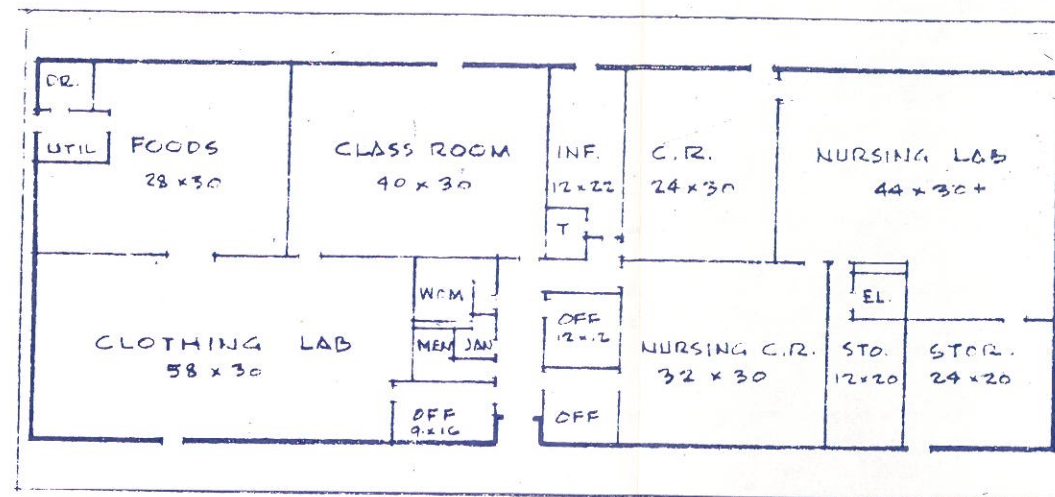 DR.
UTIL
FOODS
28 x 30
CLASS ROOM
40 x 30
INF.
12 x 22
T
C.R.
24 x 30
NURSING LAB
44 x 30 +
CLOTHING LAB
58 x 30
WOM
MEN
JAN
OFF
9 x 16
OFF
12 x 12
OFF
NURSING C.R.
32 x 30
STO.
12 x 20
EL.
STOR.
24 x 20